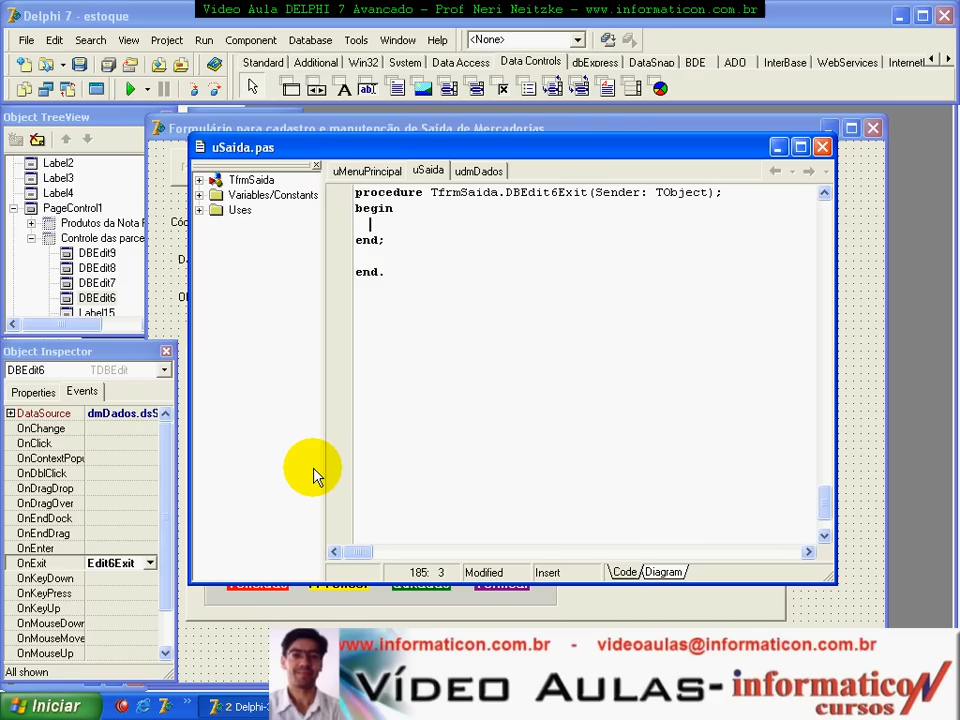 Vídeo Aula DELPHI 7 Avancado - Prof Neri Neitzke - www.informaticon.com.br
Delphi 7 - estoque
File Edit Search View Project Run Component Database Tools Window Help <None>
Standard Additional Win32 System Data Access Data Controls dbExpress DataSnap BDE ADO InterBase WebServices Internet
Object TreeView
Formulário para cadastro e manutenção de Saída de Mercadorias
Label2
Label3
Label4
PageControl1
Produtos da Nota
Controle das parce
DBEdit9
DBEdit8
DBEdit7
DBEdit6
Label15
uSaida.pas
TfrmSaida
Variables/Constants
Uses
uMenuPrincipal uSaida udmDados
procedure TfrmSaida.DBEdit6Exit(Sender: TObject);
begin
end;
end.
185: 3 Modified Insert Code Diagram
Object Inspector
DBEdit6 TDBEdit
Properties Events
DataSource dmDados.dsS
OnChange
OnClick
OnContextPopu
OnDblClick
OnDragDrop
OnDragOver
OnEndDock
OnEndDrag
OnEnter
OnExit Edit6Exit
OnKeyDown
OnKeyPress
OnKeyUp
OnMouseDown
OnMouseMove
OnMouseUp
All shown
www.informaticon.com.br - videoaulas@informaticon.com.br
VÍDEO AULAS- informaticon
cursos
Iniciar
2 Delphi-